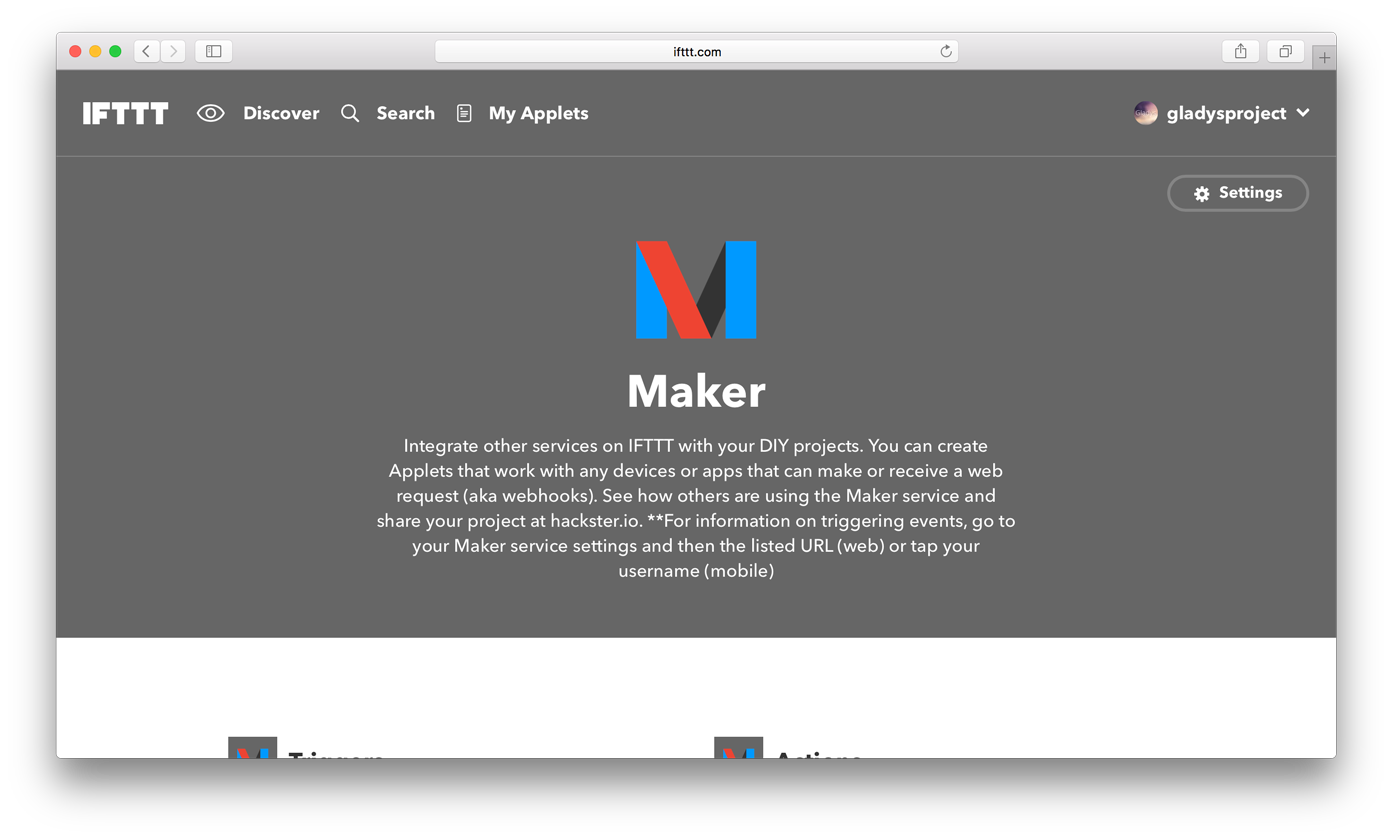 ifttt.com
IFTTT Discover Search My Applets gladysproject
Settings
Maker
Integrate other services on IFTTT with your DIY projects. You can create
Applets that work with any devices or apps that can make or receive a web
request (aka webhooks). See how others are using the Maker service and
share your project at hackster.io. **For information on triggering events, go to
your Maker service settings and then the listed URL (web) or tap your
username (mobile)
Triggers Actions